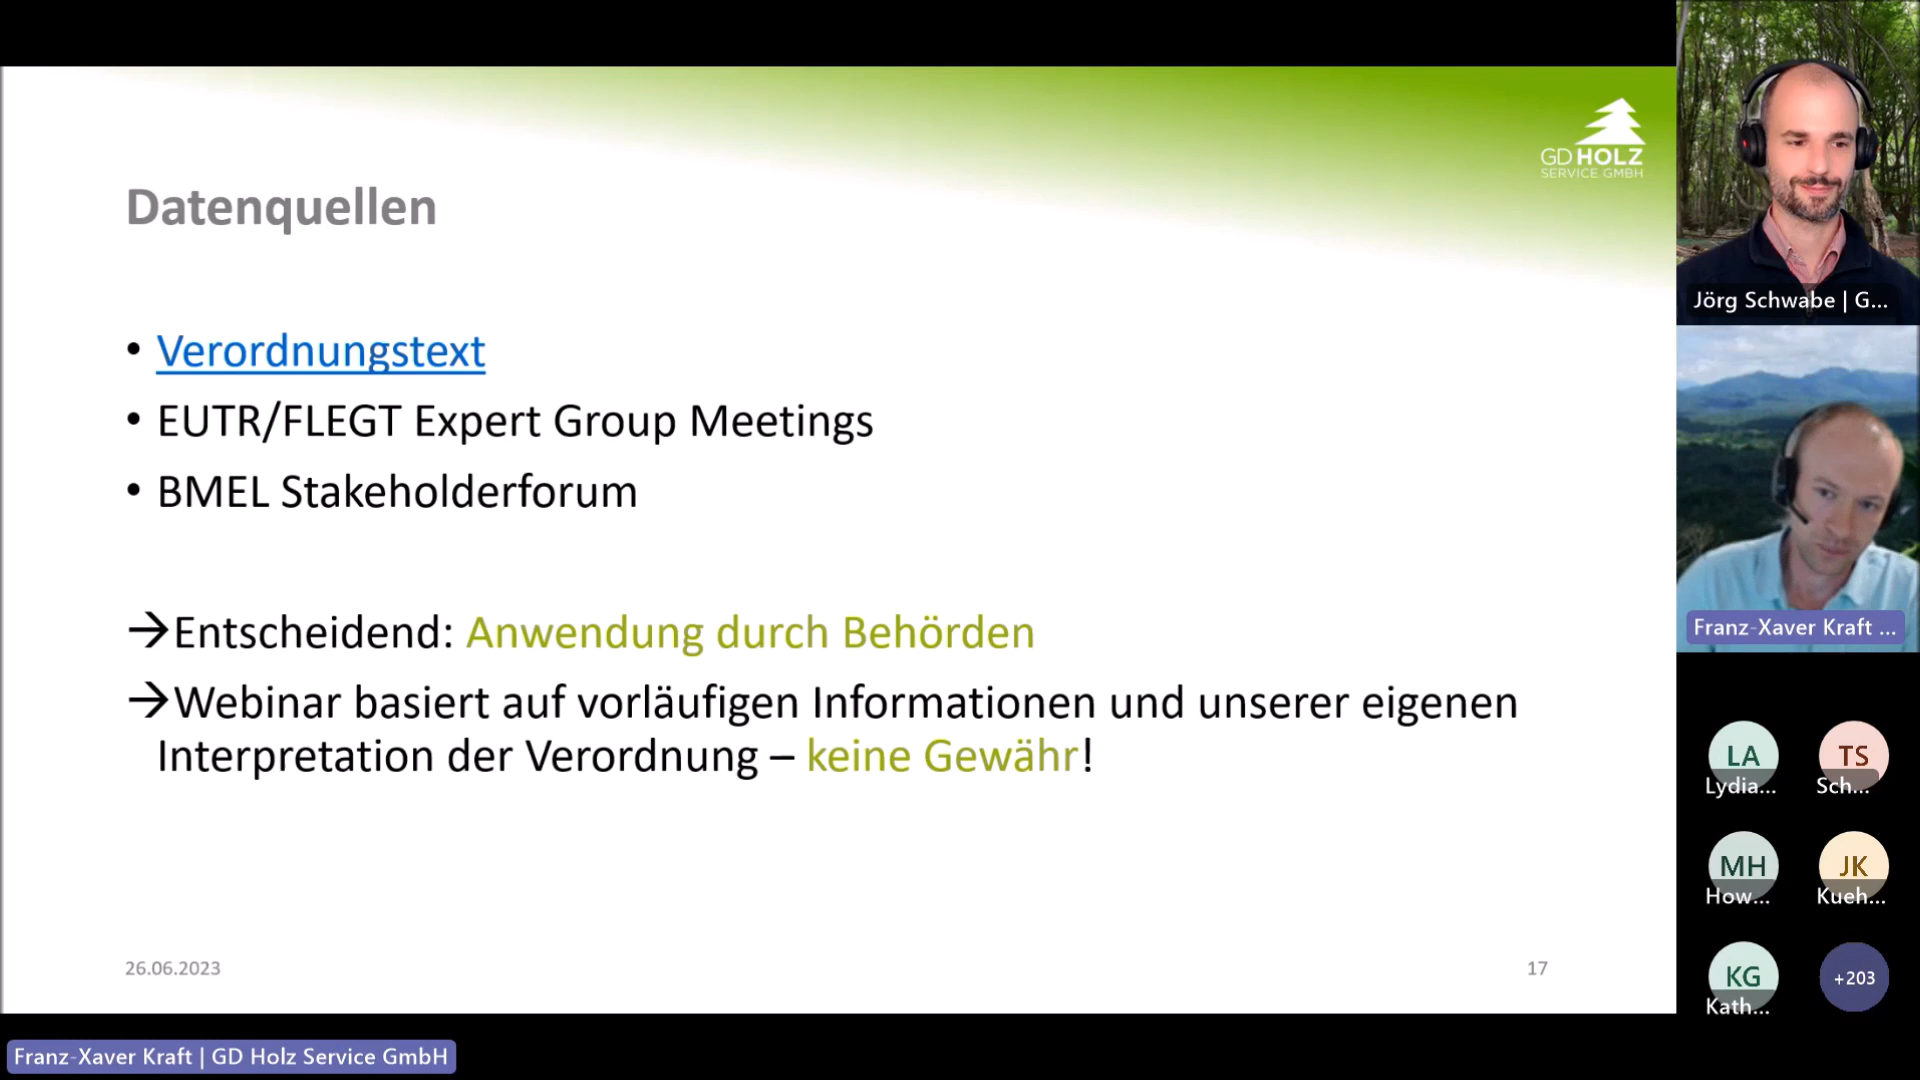 GD HOLZ
SERVICE GMBH
Datenquellen
• Verordnungstext
• EUTR/FLEGT Expert Group Meetings
• BMEL Stakeholderforum
→Entscheidend: Anwendung durch Behörden
→Webinar basiert auf vorläufigen Informationen und unserer eigenen
Interpretation der Verordnung – keine Gewähr!
26.06.2023
17
Jörg Schwabe | G...
Franz-Xaver Kraft ...
LA
Lydia...
TS
Sch...
MH
How...
JK
Kueh...
KG
Kath...
+203
Franz-Xaver Kraft | GD Holz Service GmbH